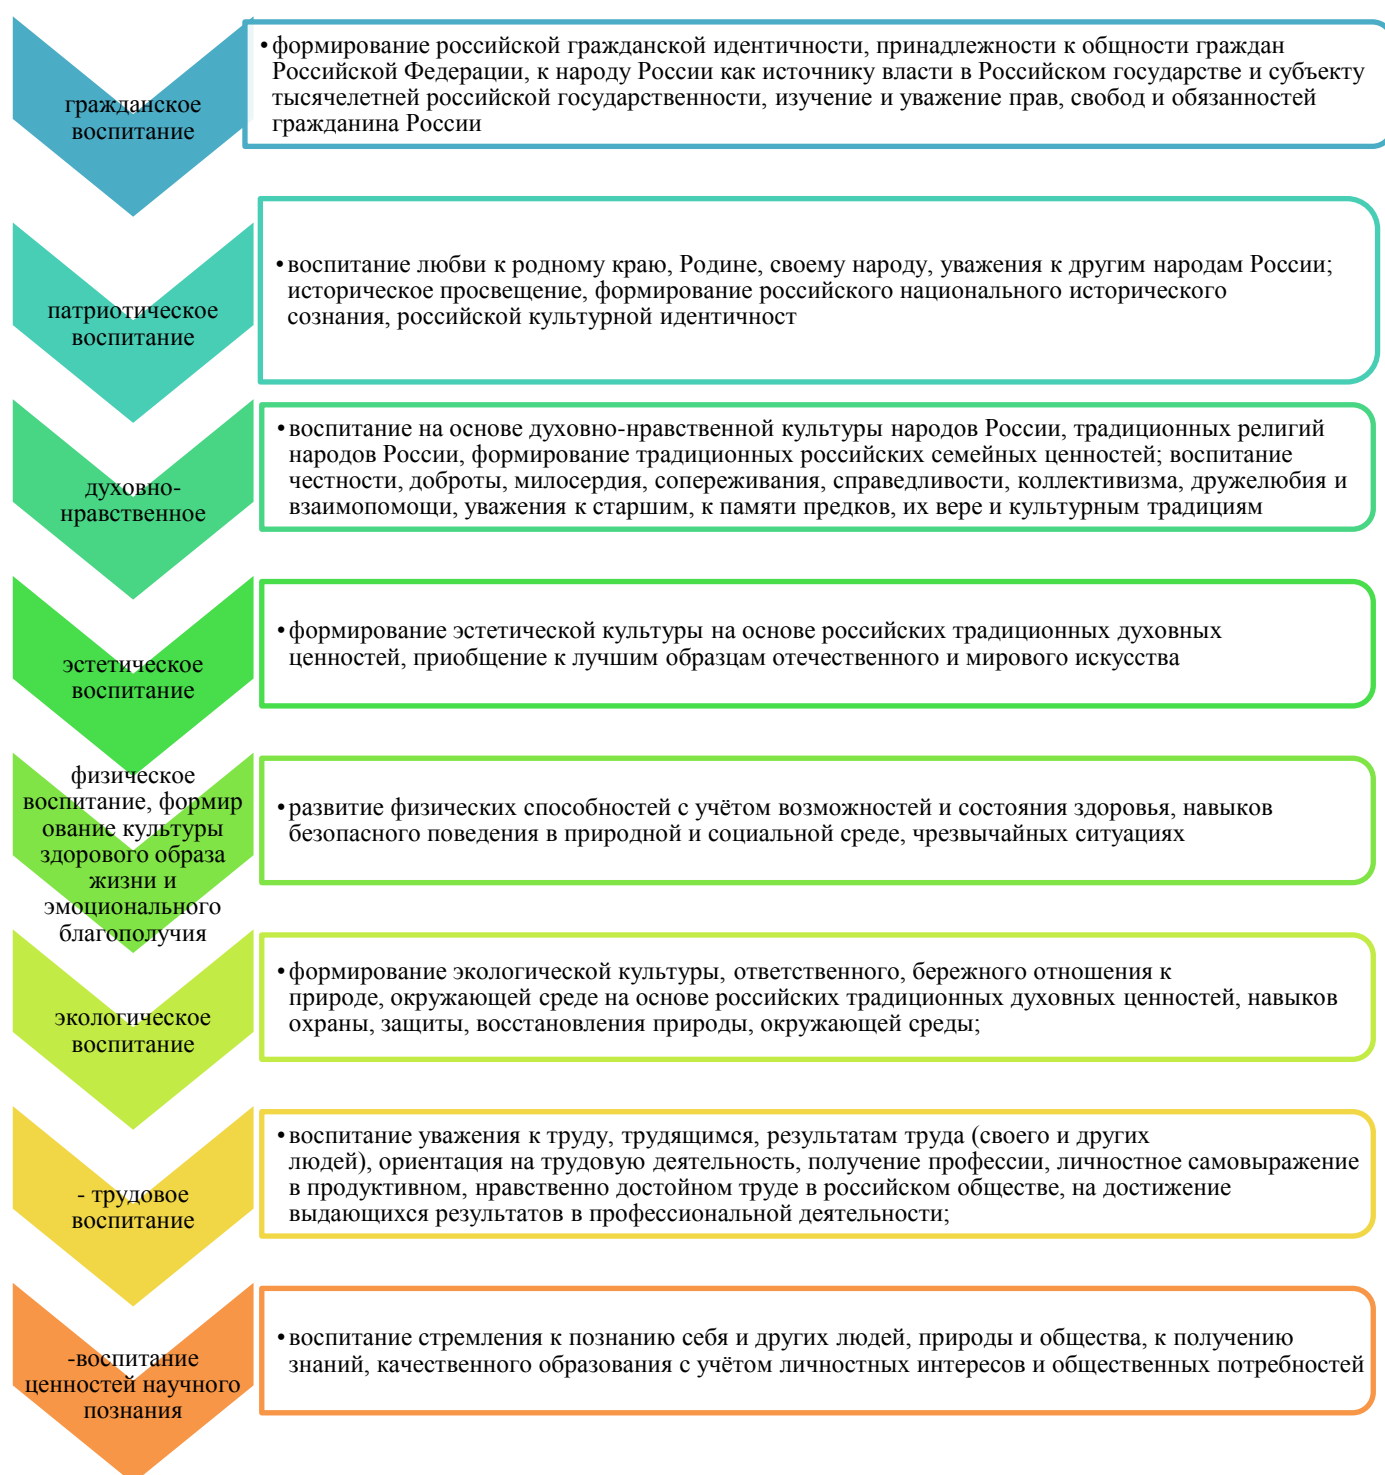 гражданское
воспитание
•формирование российской гражданской идентичности, принадлежности к общности граждан
Российской Федерации, к народу России как источнику власти в Российском государстве и субъекту
тысячелетней российской государственности, изучение и уважение прав, свобод и обязанностей
гражданина России
патриотическое
воспитание
•воспитание любви к родному краю, Родине, своему народу, уважения к другим народам России;
историческое просвещение, формирование российского национального исторического
сознания, российской культурной идентичност
духовно-
нравственное
•воспитание на основе духовно-нравственной культуры народов России, традиционных религий
народов России, формирование традиционных российских семейных ценностей; воспитание
честности, доброты, милосердия, сопереживания, справедливости, коллективизма, дружелюбия и
взаимопомощи, уважения к старшим, к памяти предков, их вере и культурным традициям
эстетическое
воспитание
•формирование эстетической культуры на основе российских традиционных духовных
ценностей, приобщение к лучшим образцам отечественного и мирового искусства
физическое
воспитание, формир
ование культуры
здорового образа
жизни и
эмоционального
благополучия
•развитие физических способностей с учётом возможностей и состояния здоровья, навыков
безопасного поведения в природной и социальной среде, чрезвычайных ситуациях
экологическое
воспитание
•формирование экологической культуры, ответственного, бережного отношения к
природе, окружающей среде на основе российских традиционных духовных ценностей, навыков
охраны, защиты, восстановления природы, окружающей среды;
- трудовое
воспитание
•воспитание уважения к труду, трудящимся, результатам труда (своего и других
людей), ориентация на трудовую деятельность, получение профессии, личностное самовыражение
в продуктивном, нравственно достойном труде в российском обществе, на достижение
выдающихся результатов в профессиональной деятельности;
-воспитание
ценностей научного
познания
•воспитание стремления к познанию себя и других людей, природы и общества, к получению
знаний, качественного образования с учётом личностных интересов и общественных потребностей